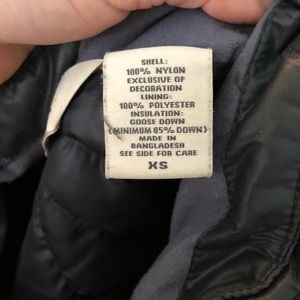 SHELL:
100% NYLON
EXCLUSIVE OF
DECORATION
LINING:
100% POLYESTER
INSULATION:
GOOSE DOWN
(MINIMUM 85% DOWN)
MADE IN
BANGLADESH
SEE SIDE FOR CARE
XS